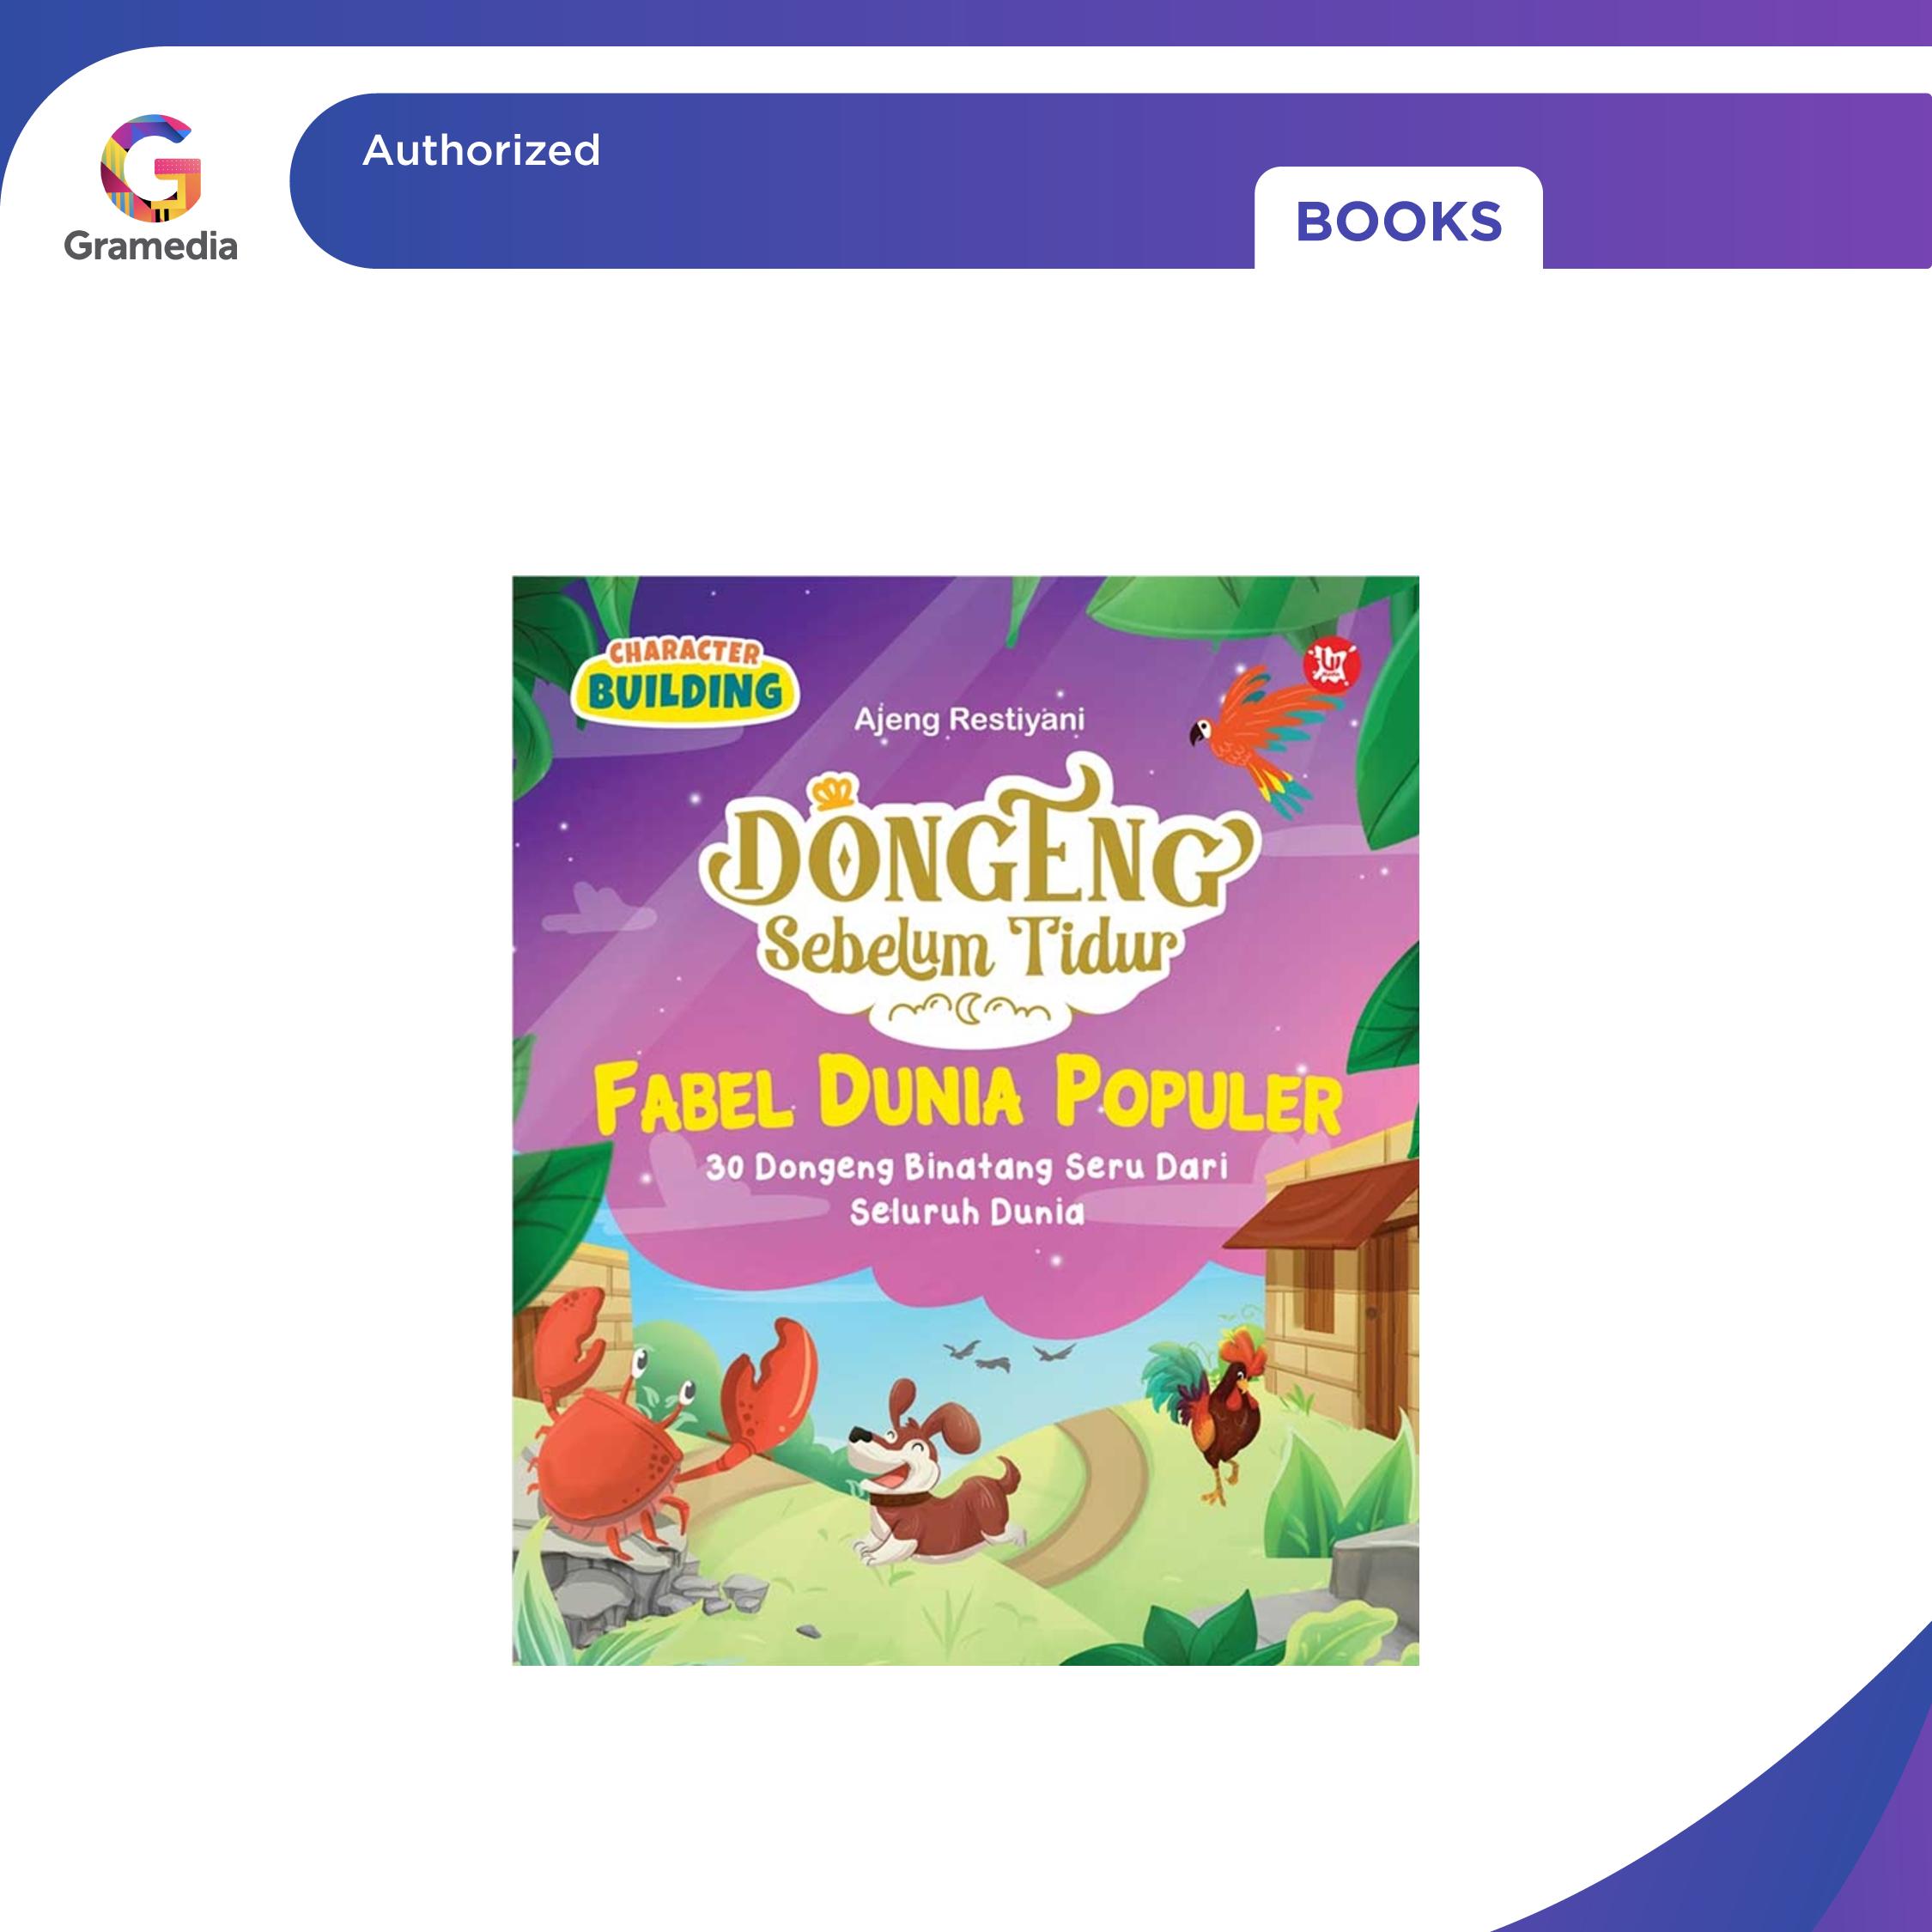 Authorized
Gramedia
BOOKS
CHARACTER
BUILDING
Ajeng Restiyani
DONGENG
Sebelum Tidur
FABEL DUNIA POPULER
30 Dongeng Binatang Seru Dari
Seluruh Dunia